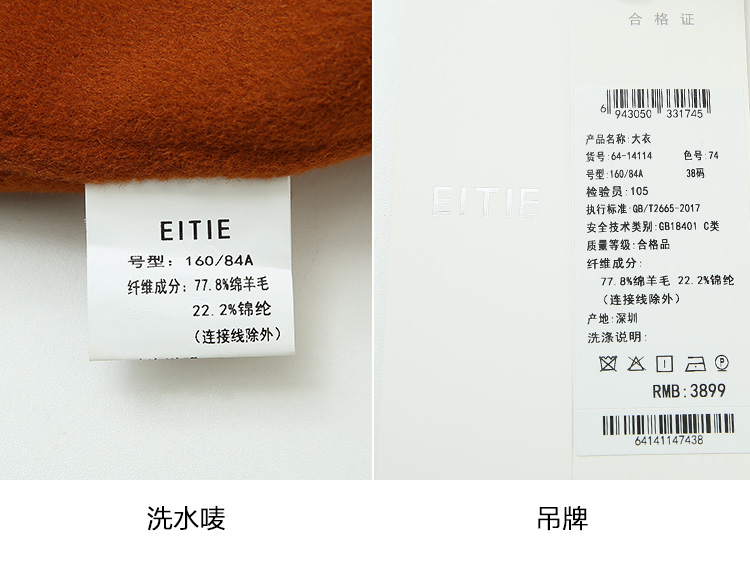 EITIE
号型: 160/84A
纤维成分: 77.8%绵羊毛
22.2%锦纶
(连接线除外)
洗水唛
合格证
EITIE
6 943050 331745
产品名称:大衣
货号:64-14114 色号:74
号型:160/84A 38码
检验员:105
执行标准:GB/T2665-2017
安全技术类别:GB18401 C类
质量等级:合格品
纤维成分:
77.8%绵羊毛 22.2%锦纶
(连接线除外)
产地:深圳
洗涤说明:
P
RMB:3899
64141147438
吊牌